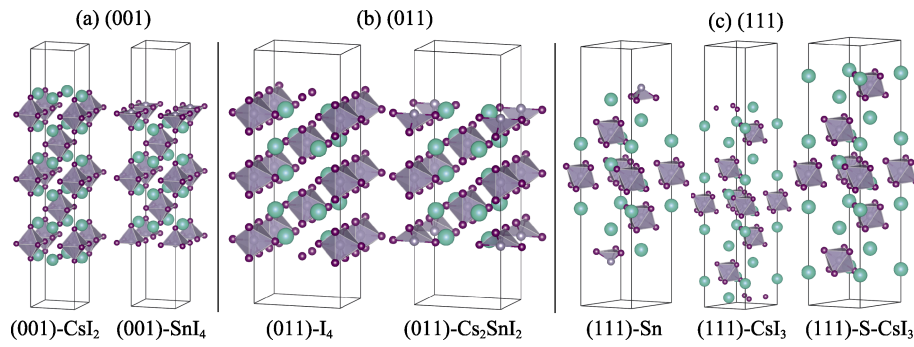 (a) (001)
(b) (011)
(c) (111)
(001)-CsI₂
(001)-SnI₄
(011)-I₄
(011)-Cs₂SnI₂
(111)-Sn
(111)-CsI₃
(111)-S-CsI₃